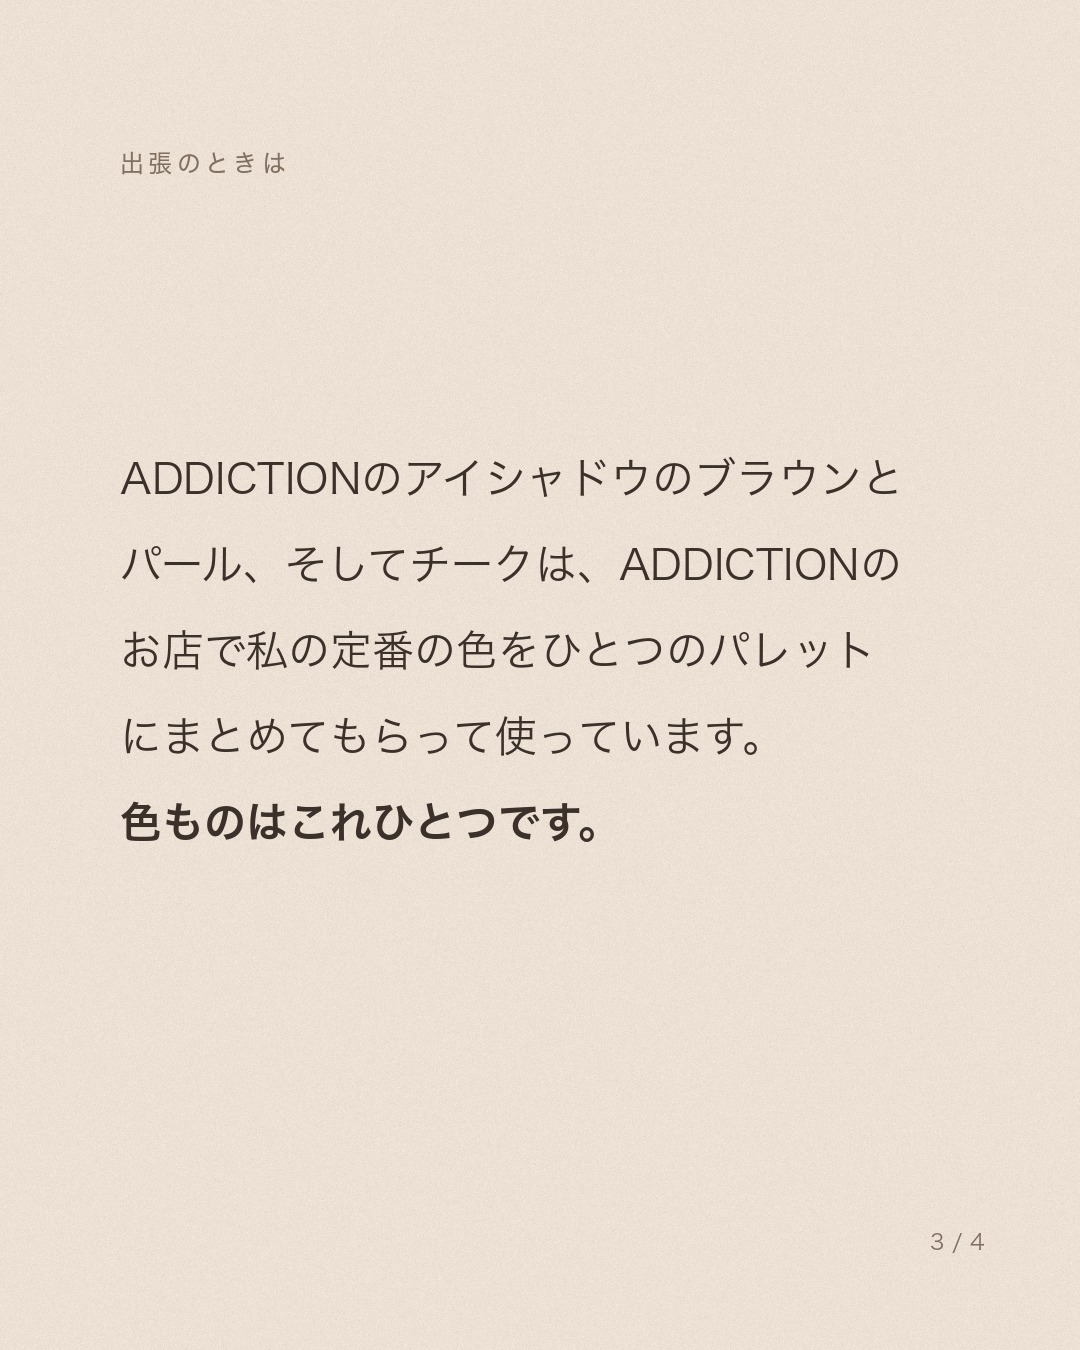 出張のときは
ADDICTIONのアイシャドウのブラウンと
パール、そしてチークは、ADDICTIONの
お店で私の定番の色をひとつのパレット
にまとめてもらって使っています。
色ものはこれひとつです。
3 / 4